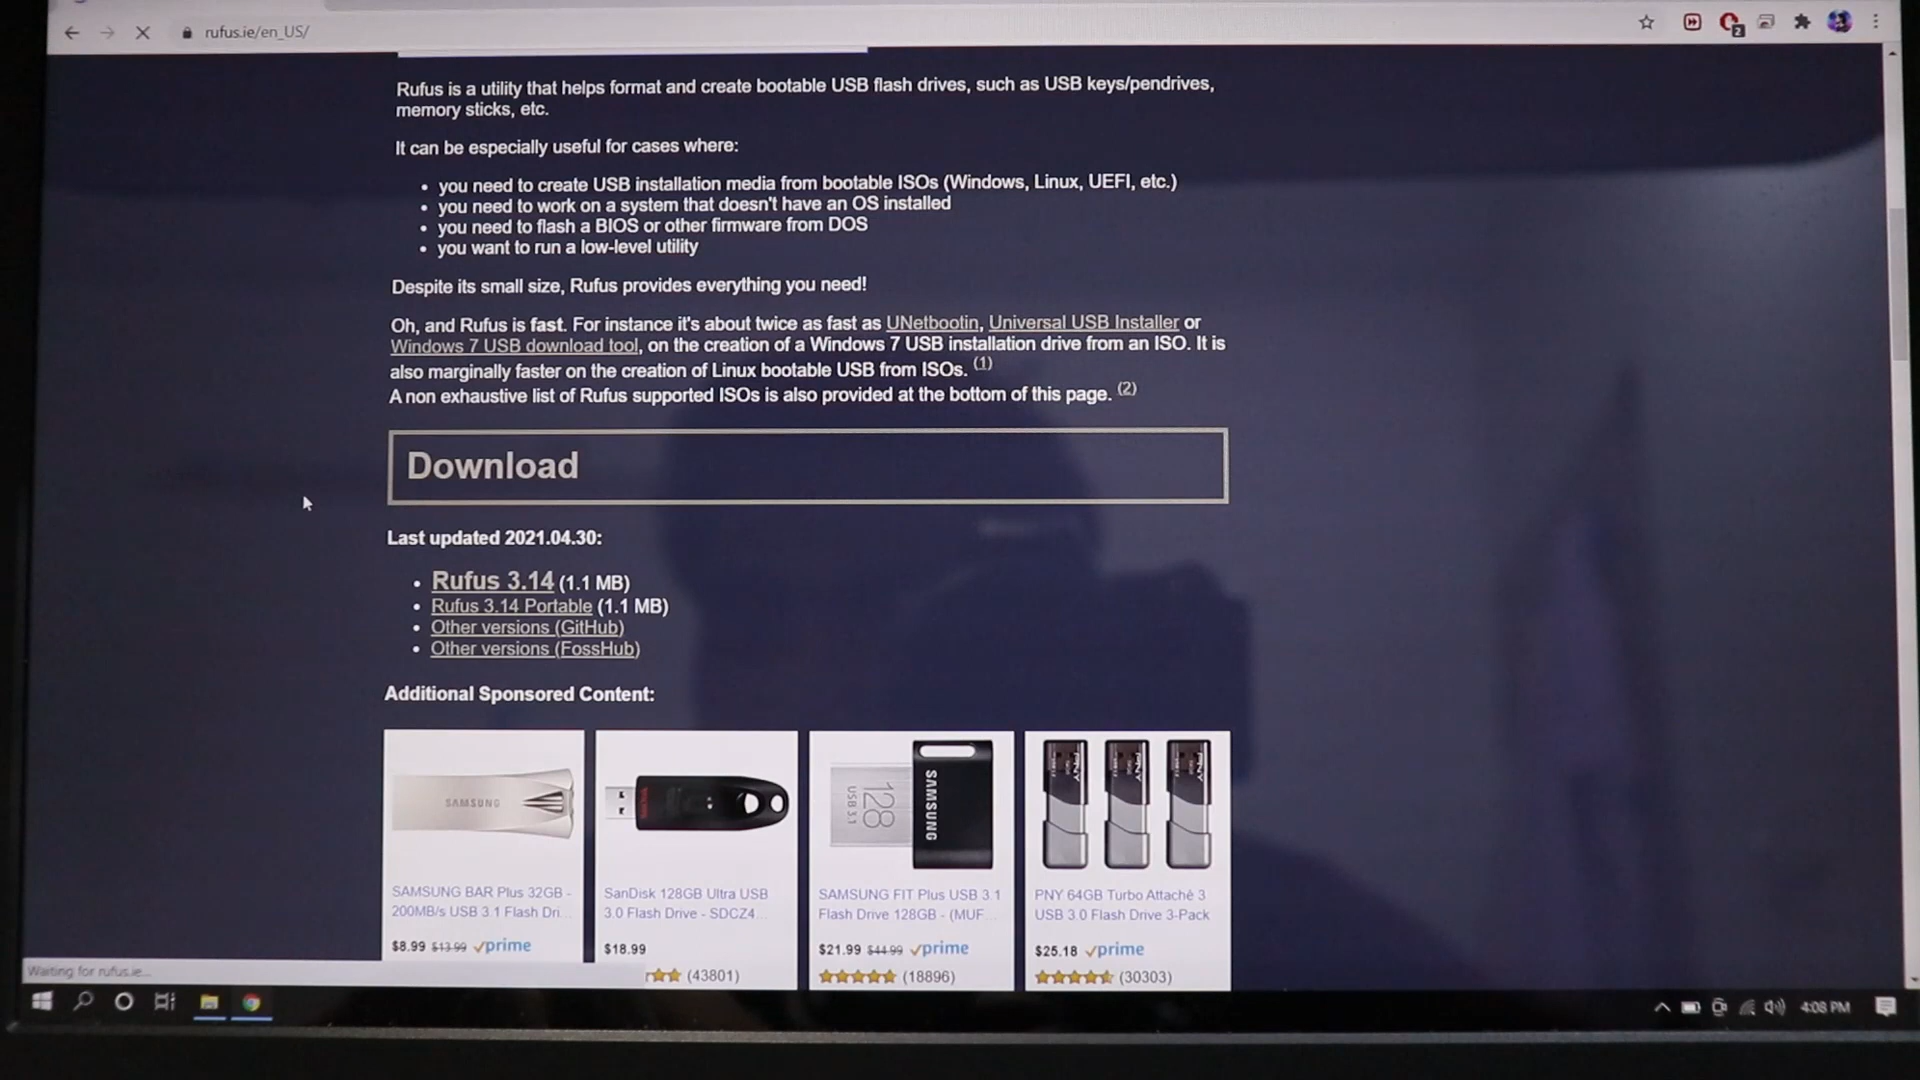 rufus.ie/en_US/
2
Rufus is a utility that helps format and create bootable USB flash drives, such as USB keys/pendrives,
memory sticks, etc.
It can be especially useful for cases where:
• you need to create USB installation media from bootable ISOs (Windows, Linux, UEFI, etc.)
• you need to work on a system that doesn't have an OS installed
• you need to flash a BIOS or other firmware from DOS
• you want to run a low-level utility
Despite its small size, Rufus provides everything you need!
Oh, and Rufus is fast. For instance it's about twice as fast as UNetbootin, Universal USB Installer or
Windows 7 USB download tool, on the creation of a Windows 7 USB installation drive from an ISO. It is
also marginally faster on the creation of Linux bootable USB from ISOs. (1)
A non exhaustive list of Rufus supported ISOs is also provided at the bottom of this page. (2)
Download
Last updated 2021.04.30:
• Rufus 3.14 (1.1 MB)
• Rufus 3.14 Portable (1.1 MB)
• Other versions (GitHub)
• Other versions (FossHub)
Additional Sponsored Content:
SAMSUNG
128
USB 3.1
SAMSUNG
PNY
PNY
PNY
SAMSUNG BAR Plus 32GB -
200MB/s USB 3.1 Flash Dri...
$8.99 $13.99 prime
SanDisk 128GB Ultra USB
3.0 Flash Drive - SDCZ4...
$18.99
(43801)
SAMSUNG FIT Plus USB 3.1
Flash Drive 128GB - (MUF...
$21.99 $44.99 prime
(18896)
PNY 64GB Turbo Attaché 3
USB 3.0 Flash Drive 3-Pack
$25.18 prime
(30303)
Waiting for rufus.ie...
4:08 PM